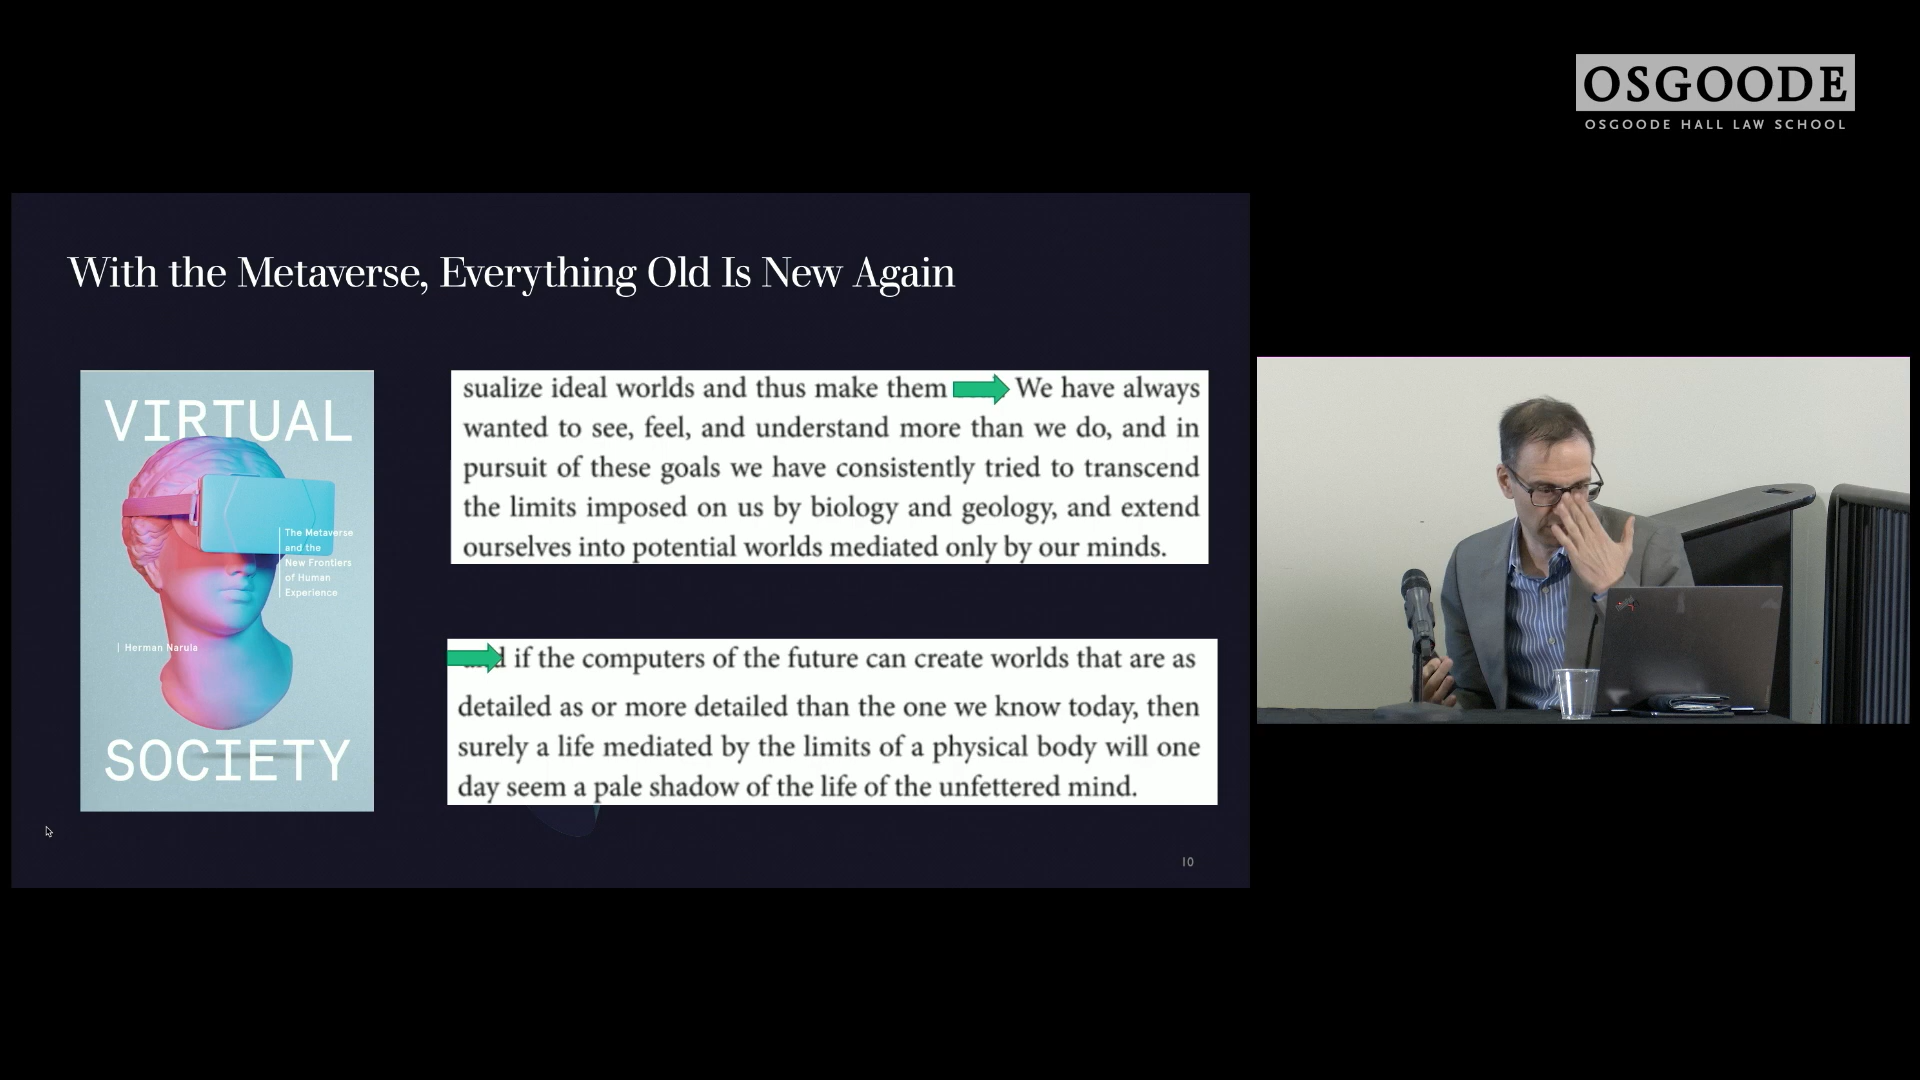 OSGOODE
OSGOODE HALL LAW SCHOOL
With the Metaverse, Everything Old Is New Again
VIRTUAL
The Metaverse
and the
New Frontiers
of Human
Experience
Herman Narula
SOCIETY
sualize ideal worlds and thus make them We have always
wanted to see, feel, and understand more than we do, and in
pursuit of these goals we have consistently tried to transcend
the limits imposed on us by biology and geology, and extend
ourselves into potential worlds mediated only by our minds.
if the computers of the future can create worlds that are as
detailed as or more detailed than the one we know today, then
surely a life mediated by the limits of a physical body will one
day seem a pale shadow of the life of the unfettered mind.
10